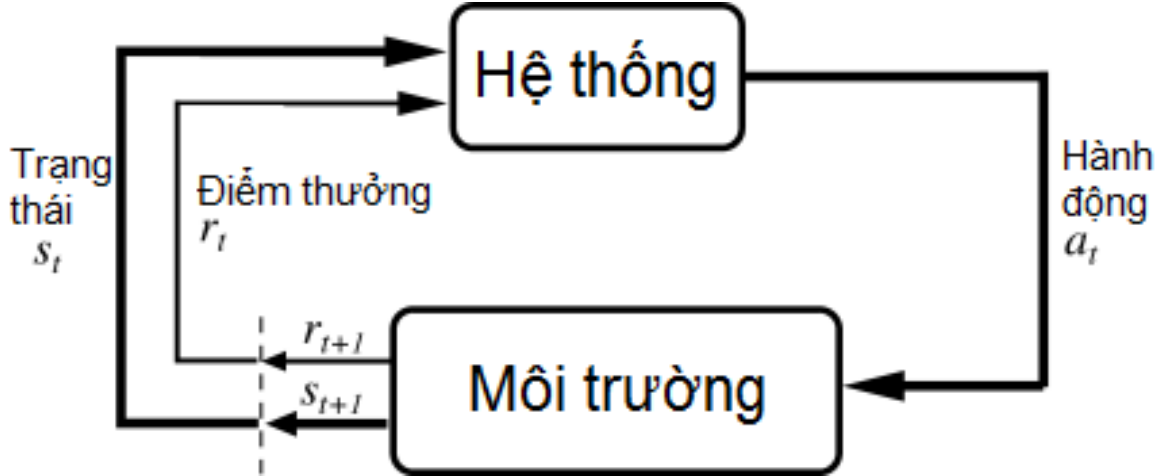 Hệ thống
Trạng
thái
s_t
Điểm thưởng
r_t
Hành
động
a_t
r_{t+1}
s_{t+1}
Môi trường